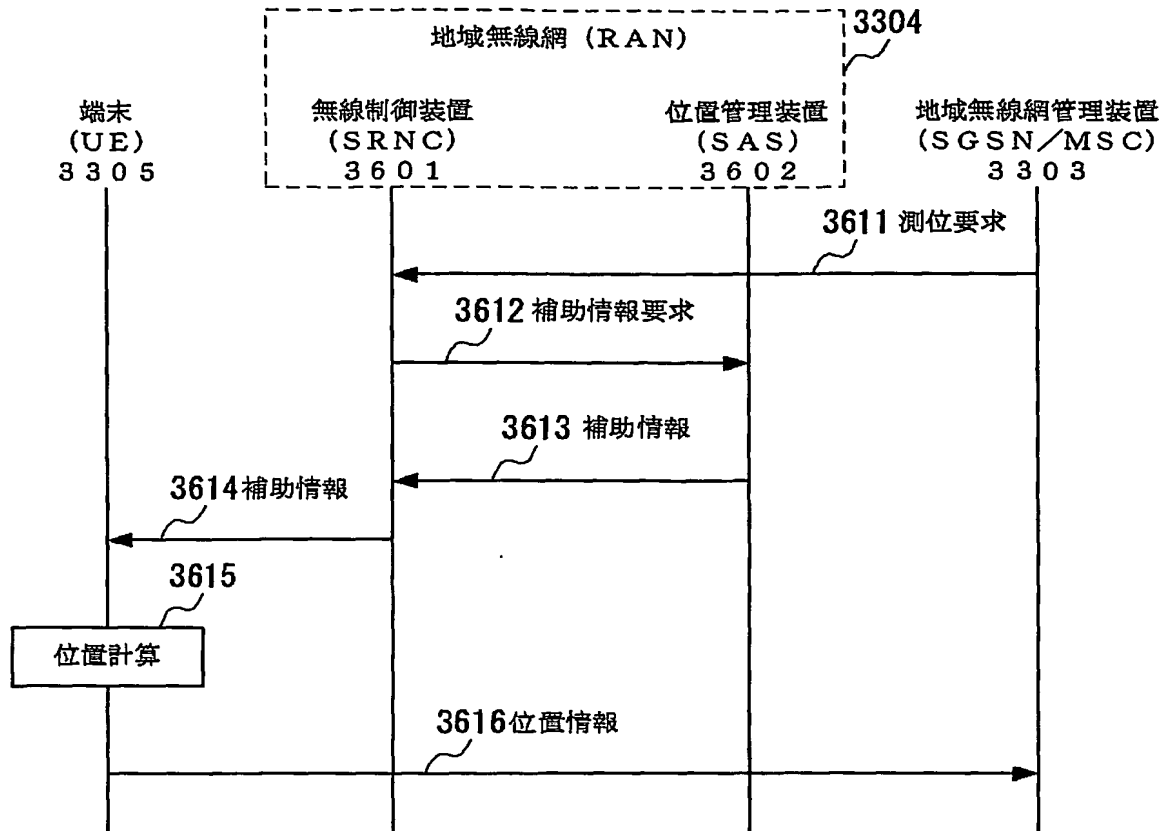 3304
地域無線網（ＲＡＮ）
端末
（ＵＥ）
３３０５
無線制御装置
（ＳＲＮＣ）
３６０１
位置管理装置
（ＳＡＳ）
３６０２
地域無線網管理装置
（ＳＧＳＮ／ＭＳＣ）
３３０３
3611 測位要求
3612 補助情報要求
3613 補助情報
3614 補助情報
3615
位置計算
3616 位置情報